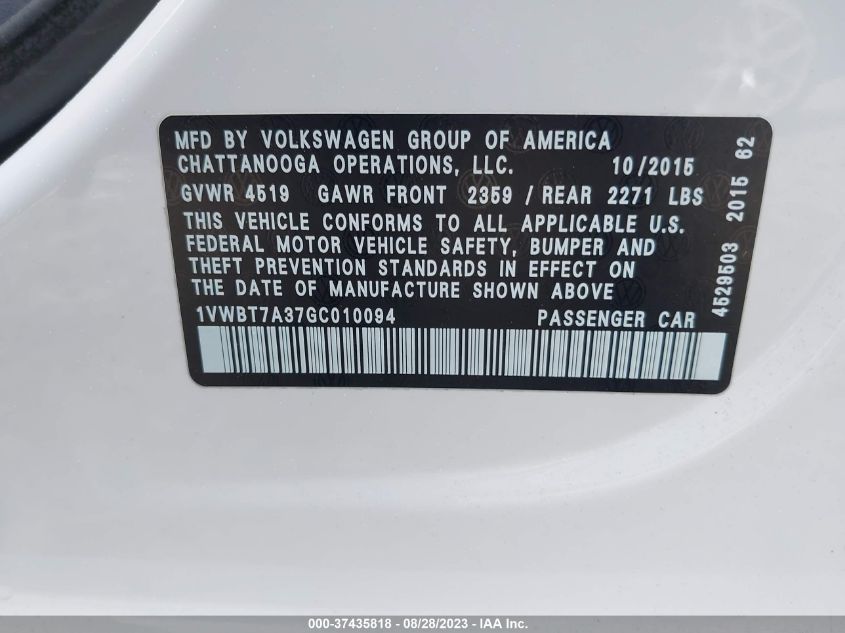 MFD BY VOLKSWAGEN GROUP OF AMERICA
CHATTANOOGA OPERATIONS, LLC. 10/2015
GVWR 4519 GAWR FRONT 2359 / REAR 2271 LBS
THIS VEHICLE CONFORMS TO ALL APPLICABLE U.S.
FEDERAL MOTOR VEHICLE SAFETY, BUMPER AND
THEFT PREVENTION STANDARDS IN EFFECT ON
THE DATE OF MANUFACTURE SHOWN ABOVE
1VWBT7A37GC010094 PASSENGER CAR
4529503 2015 62
000-37435818 - 08/28/2023 - IAA Inc.